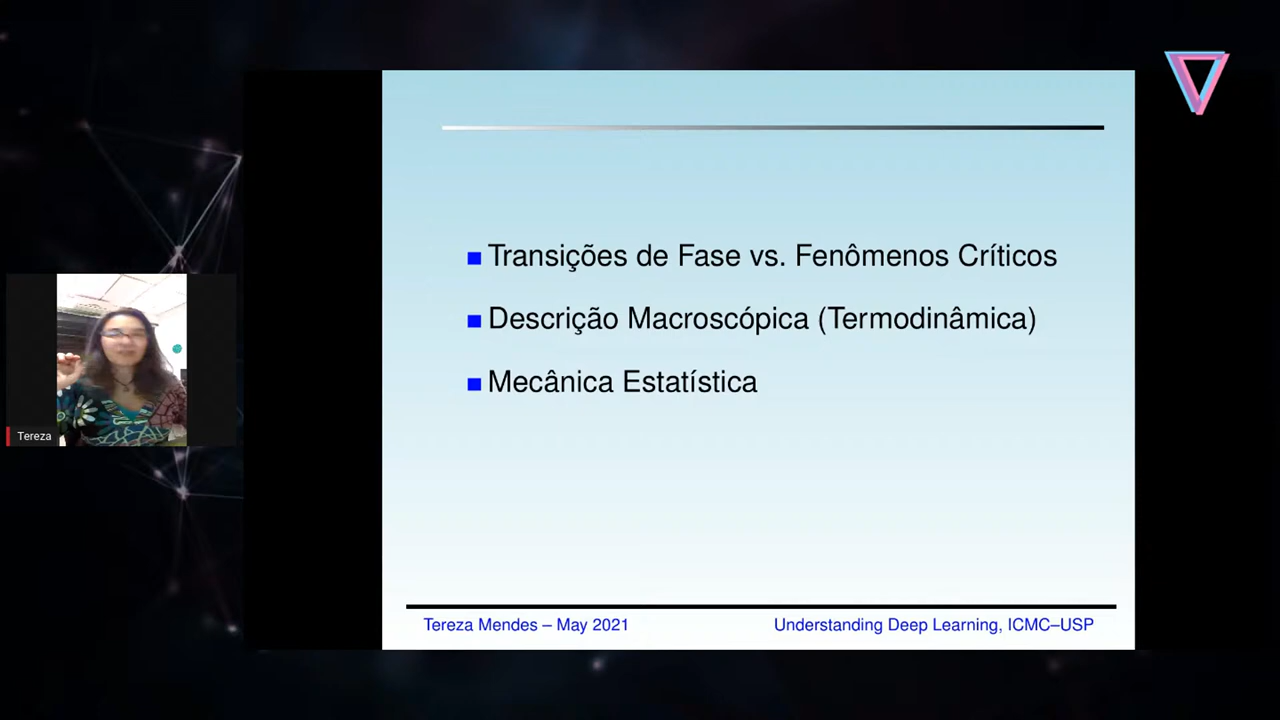 Transições de Fase vs. Fenômenos Críticos
Descrição Macroscópica (Termodinâmica)
Mecânica Estatística
Tereza
Tereza Mendes – May 2021
Understanding Deep Learning, ICMC–USP